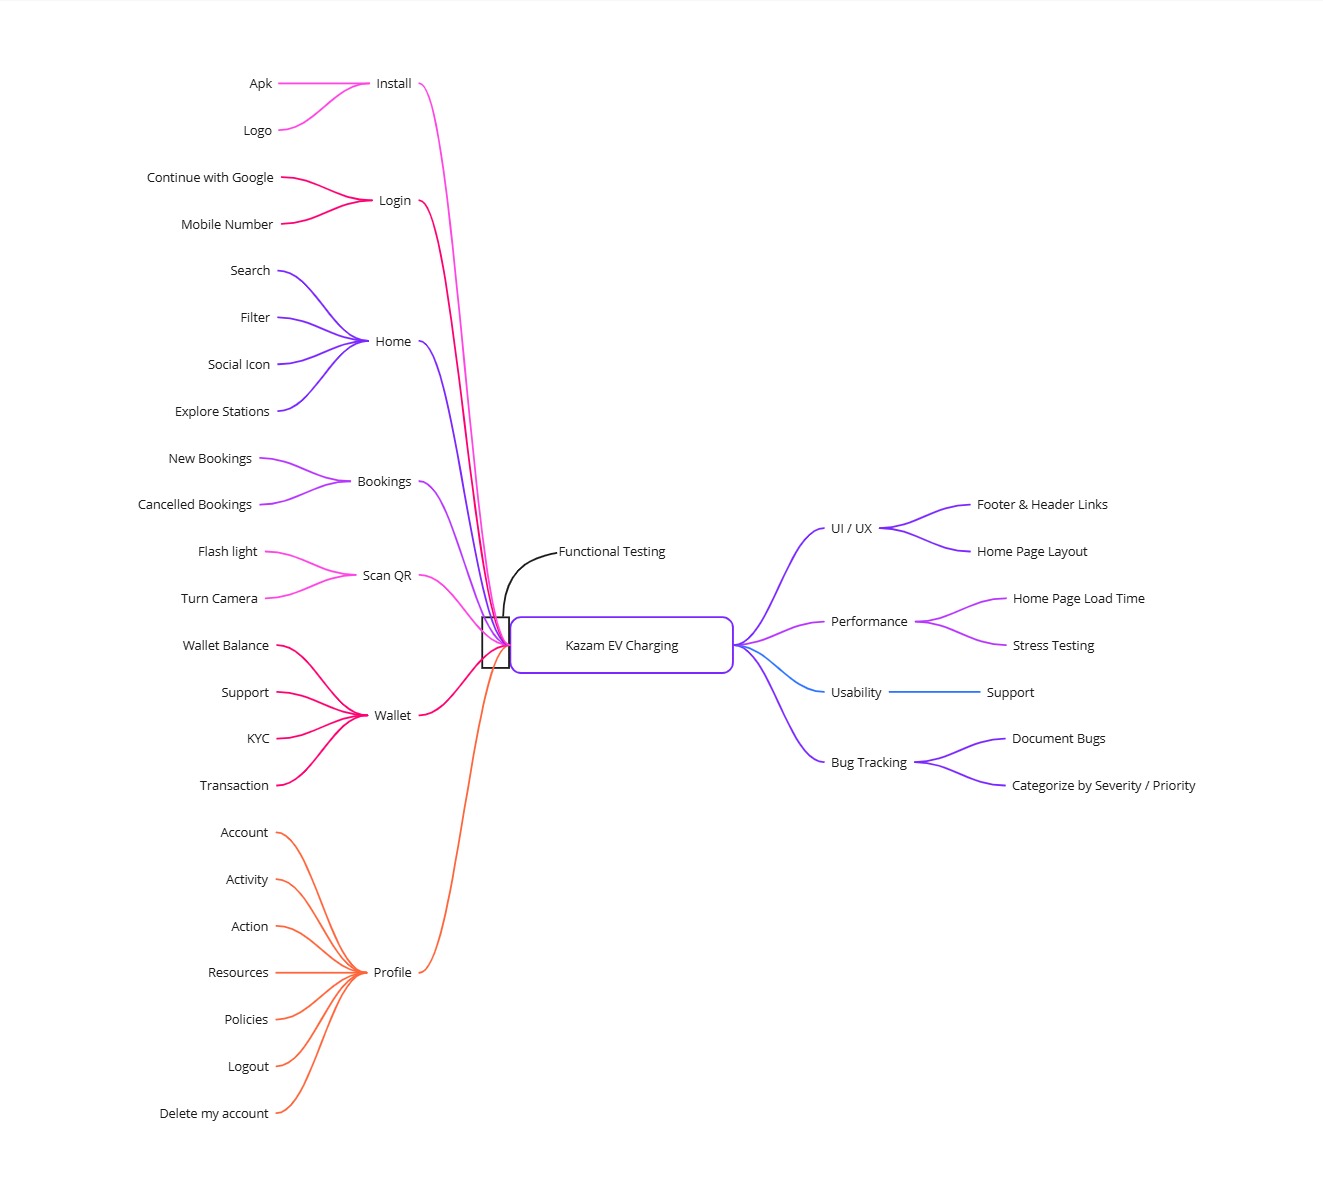 Apk
Install
Logo
Continue with Google
Login
Mobile Number
Search
Filter
Home
Social Icon
Explore Stations
New Bookings
Bookings
Cancelled Bookings
Flash light
Scan QR
Turn Camera
Wallet Balance
Support
Wallet
KYC
Transaction
Account
Activity
Action
Resources
Profile
Policies
Logout
Delete my account
Functional Testing
Kazam EV Charging
UI / UX
Footer & Header Links
Home Page Layout
Performance
Home Page Load Time
Stress Testing
Usability
Support
Bug Tracking
Document Bugs
Categorize by Severity / Priority